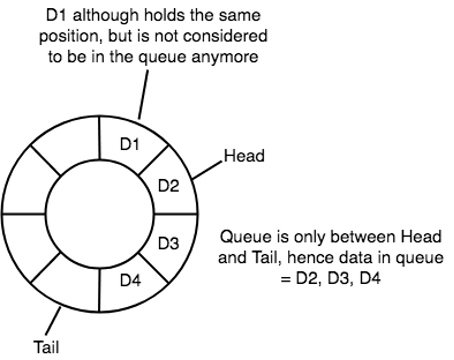 D1 although holds the same
position, but is not considered
to be in the queue anymore
D1
Head
D2
D3
Queue is only between Head
and Tail, hence data in queue
= D2, D3, D4
D4
Tail